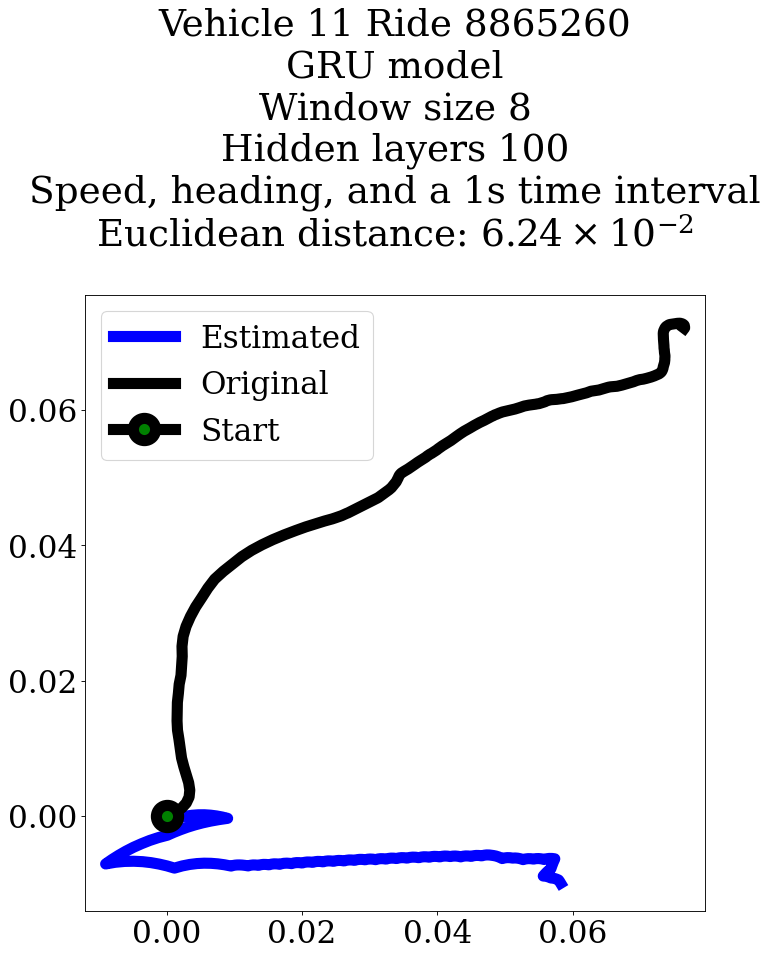 Vehicle 11 Ride 8865260
GRU model
Window size 8
Hidden layers 100
Speed, heading, and a 1s time interval
Euclidean distance: 6.24 × 10⁻²
Estimated
Original
Start
0.06
0.04
0.02
0.00
0.00 0.02 0.04 0.06